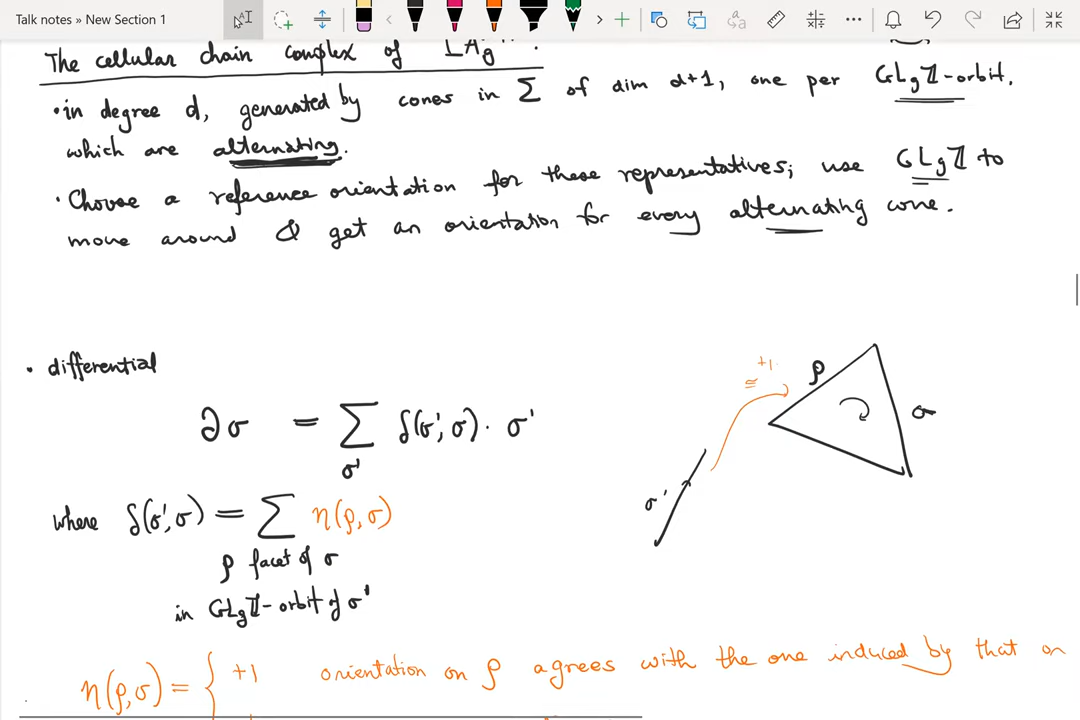 Talk notes » New Section 1
The cellular chain complex of LAg
• in degree d, generated by cones in Σ of dim d+1, one per GLgℤ-orbit,
which are alternating.
• Choose a reference orientation for these representatives; use GLgℤ to
move around & get an orientation for every alternating cone.
• differential
∂σ = Σ δ(σ', σ) · σ'
σ'
+1
≅
ρ
σ
σ'
where δ(σ', σ) = Σ η(ρ, σ)
ρ facet of σ
in GLgℤ-orbit of σ'
η(ρ, σ) = { +1 orientation on ρ agrees with the one induced by that on